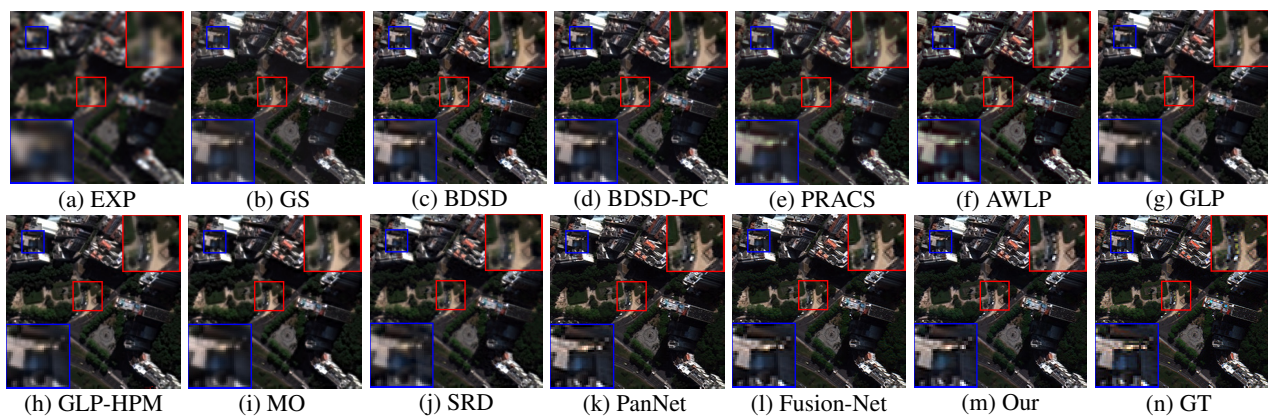 (a) EXP (b) GS (c) BDSD (d) BDSD-PC (e) PRACS (f) AWLP (g) GLP
(h) GLP-HPM (i) MO (j) SRD (k) PanNet (l) Fusion-Net (m) Our (n) GT